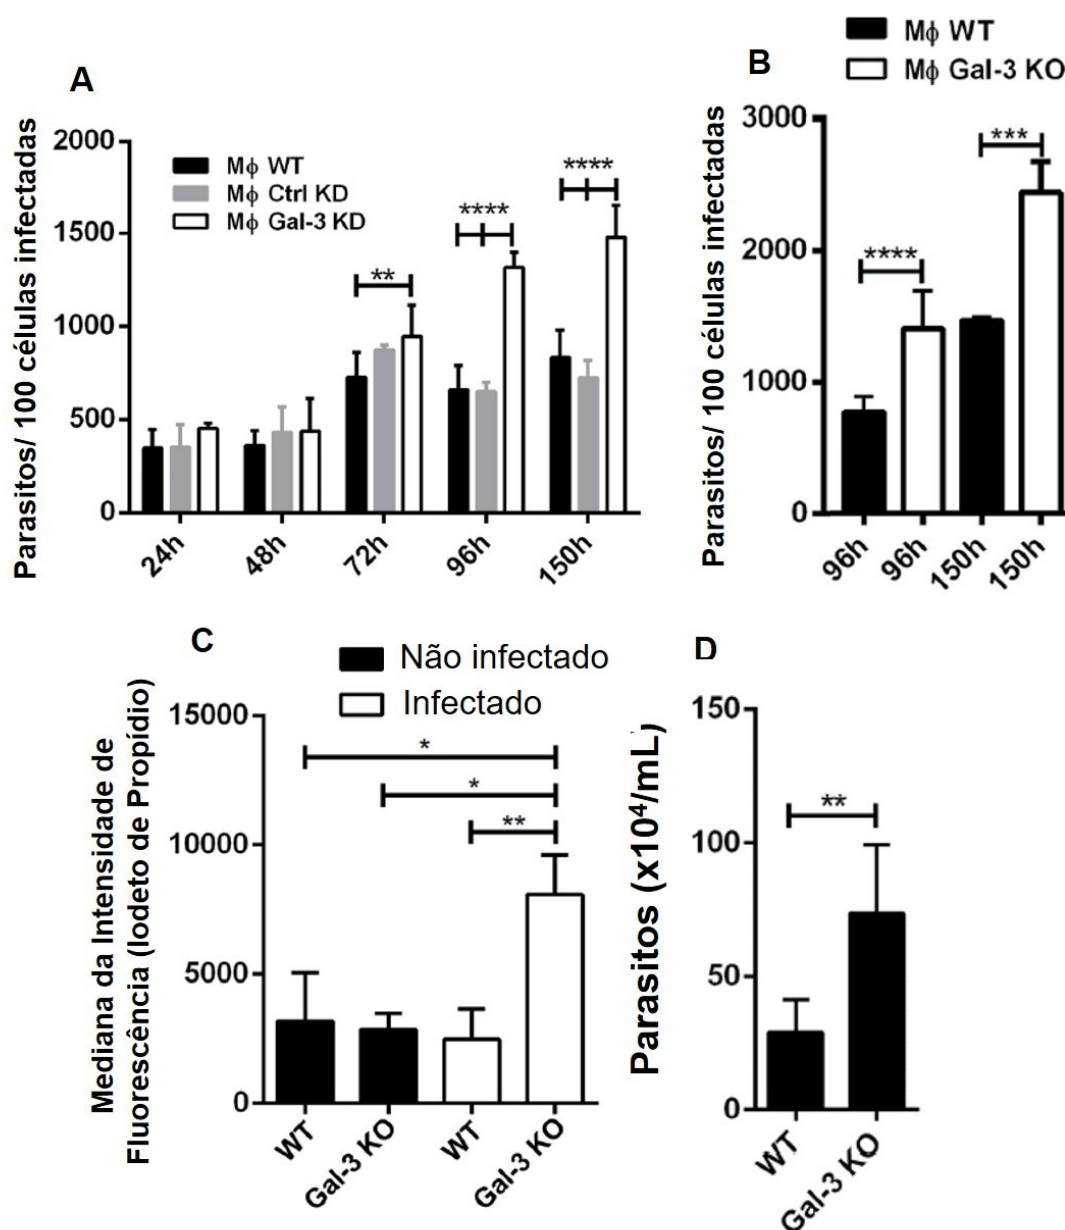 A
Parasitos/ 100 células infectadas
2000
1500
1000
500
0
Mϕ WT
Mϕ Ctrl KD
Mϕ Gal-3 KD
**
****
****
24h
48h
72h
96h
150h
B
Mϕ WT
Mϕ Gal-3 KO
Parasitos/ 100 células infectadas
3000
2000
1000
0
****
***
96h
96h
150h
150h
C
Não infectado
Infectado
Mediana da Intensidade de
Fluorescência (Iodeto de Propídio)
15000
10000
5000
0
*
*
**
WT
Gal-3 KO
WT
Gal-3 KO
D
Parasitos (x10⁴/mL)
150
100
50
0
**
WT
Gal-3 KO